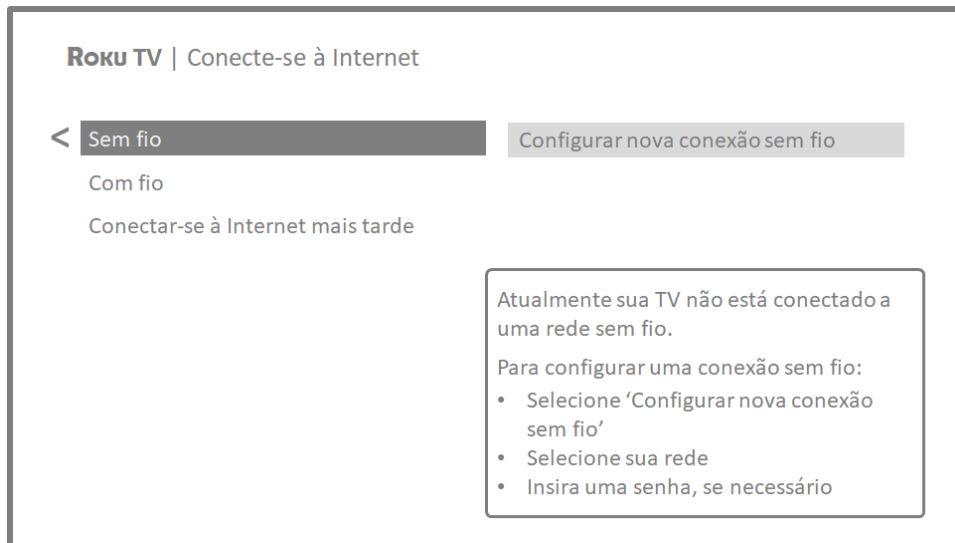 Roku TV | Conecte-se à Internet
< Sem fio
Configurar nova conexão sem fio
Com fio
Conectar-se à Internet mais tarde
Atualmente sua TV não está conectado a
uma rede sem fio.
Para configurar uma conexão sem fio:
• Selecione ‘Configurar nova conexão
sem fio’
• Selecione sua rede
• Insira uma senha, se necessário